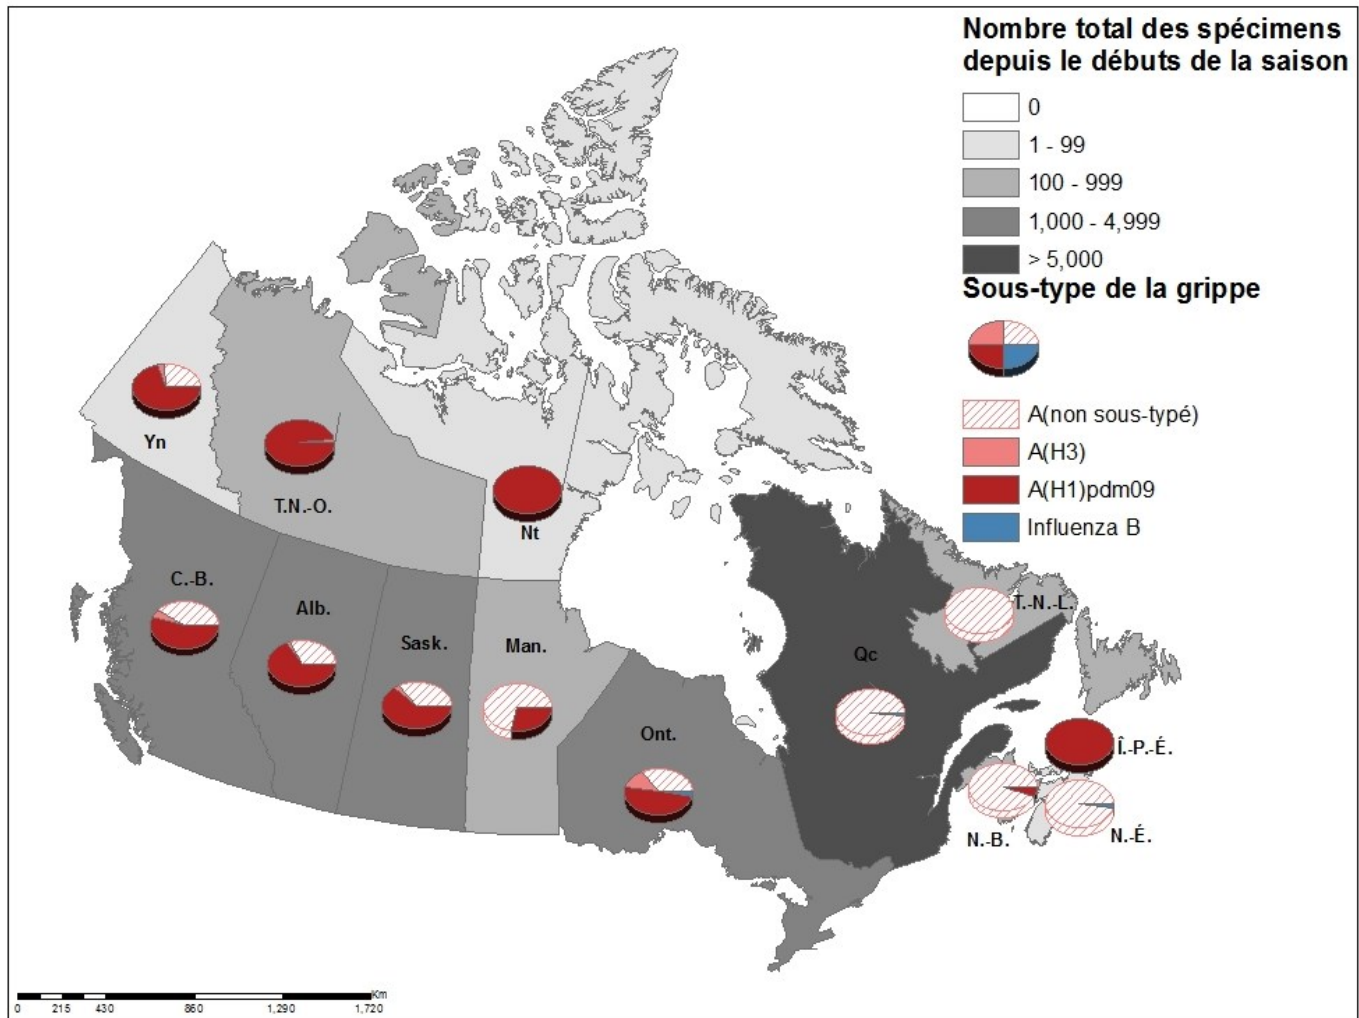 Nombre total des spécimens
depuis le débuts de la saison
0
1 - 99
100 - 999
1,000 - 4,999
> 5,000
Sous-type de la grippe
A(non sous-typé)
A(H3)
A(H1)pdm09
Influenza B
Yn
T.N.-O.
Nt
C.-B.
Alb.
Sask.
Man.
Ont.
Qc
T.-N.-L.
Î.-P.-É.
N.-B.
N.-É.
Km
0 215 430 860 1,290 1,720